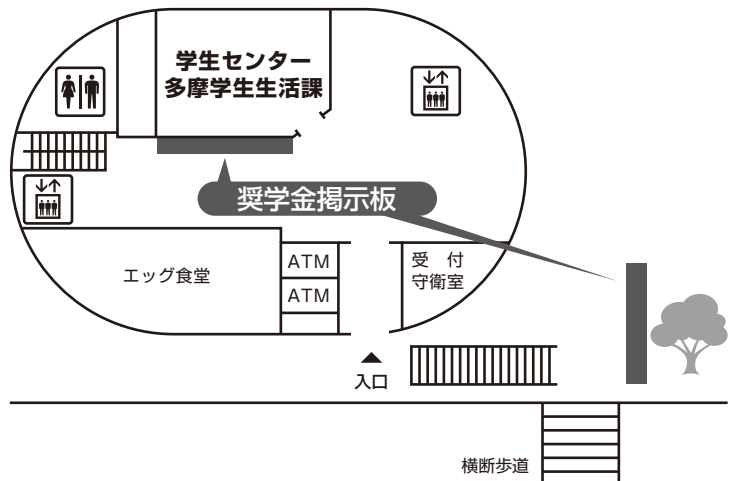 学生センター
多摩学生生活課
奨学金掲示板
エッグ食堂
ATM
ATM
受　付
守衛室
入口
横断歩道